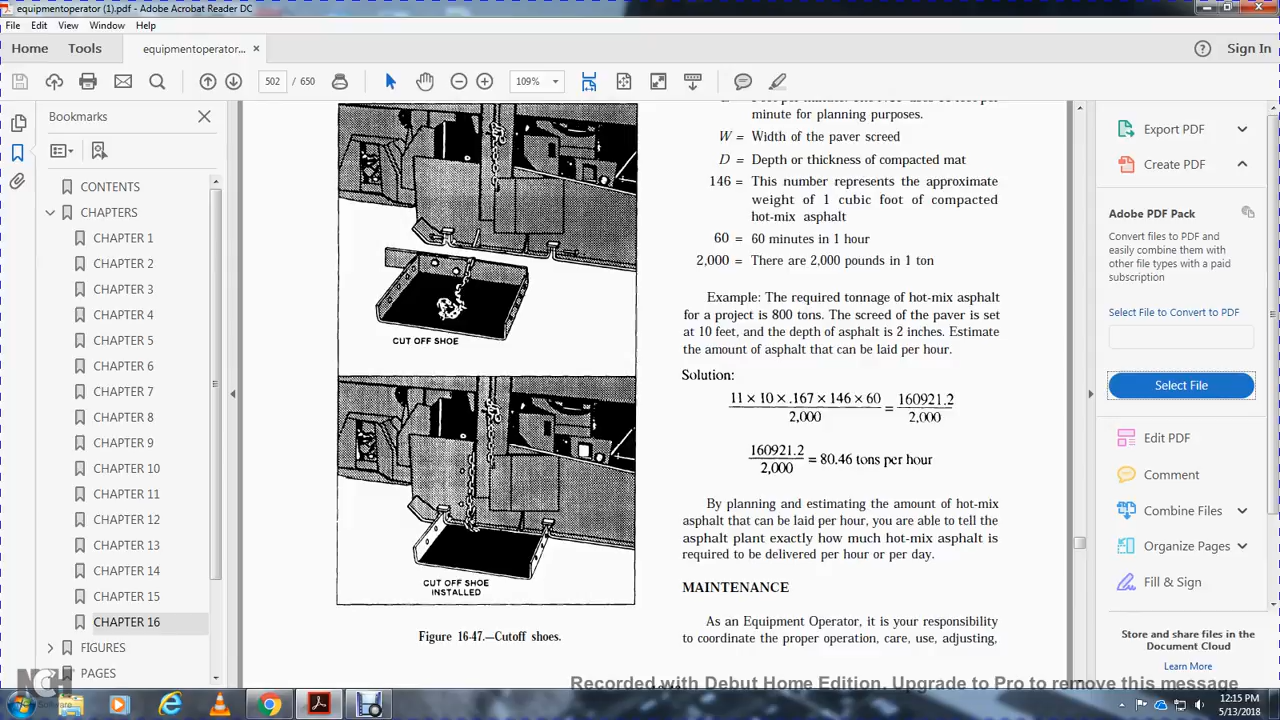 equipmentoperator (1).pdf - Adobe Acrobat Reader DC
File Edit View Window Help
Home Tools equipmentoperator... × Sign In
502 / 650 109%
Bookmarks
CONTENTS
CHAPTERS
CHAPTER 1
CHAPTER 2
CHAPTER 3
CHAPTER 4
CHAPTER 5
CHAPTER 6
CHAPTER 7
CHAPTER 8
CHAPTER 9
CHAPTER 10
CHAPTER 11
CHAPTER 12
CHAPTER 13
CHAPTER 14
CHAPTER 15
CHAPTER 16
FIGURES
PAGES
CUT OFF SHOE
CUT OFF SHOE
INSTALLED
Figure 16-47.—Cutoff shoes.
minute for planning purposes.
W = Width of the paver screed
D = Depth or thickness of compacted mat
146 = This number represents the approximate
weight of 1 cubic foot of compacted
hot-mix asphalt
60 = 60 minutes in 1 hour
2,000 = There are 2,000 pounds in 1 ton
Example: The required tonnage of hot-mix asphalt
for a project is 800 tons. The screed of the paver is set
at 10 feet, and the depth of asphalt is 2 inches. Estimate
the amount of asphalt that can be laid per hour.
Solution:
11 × 10 × .167 × 146 × 60 = 160921.2
2,000 2,000
160921.2
2,000 = 80.46 tons per hour
By planning and estimating the amount of hot-mix
asphalt that can be laid per hour, you are able to tell the
asphalt plant exactly how much hot-mix asphalt is
required to be delivered per hour or per day.
MAINTENANCE
As an Equipment Operator, it is your responsibility
to coordinate the proper operation, care, use, adjusting,
Export PDF
Create PDF
Adobe PDF Pack
Convert files to PDF and
easily combine them with
other file types with a paid
subscription
Select File to Convert to PDF
Select File
Edit PDF
Comment
Combine Files
Organize Pages
Fill & Sign
Store and share files in the
Document Cloud
Learn More
Recorded with Debut Home Edition. Upgrade to Pro to remove this message
NCH Software
12:15 PM
5/13/2018